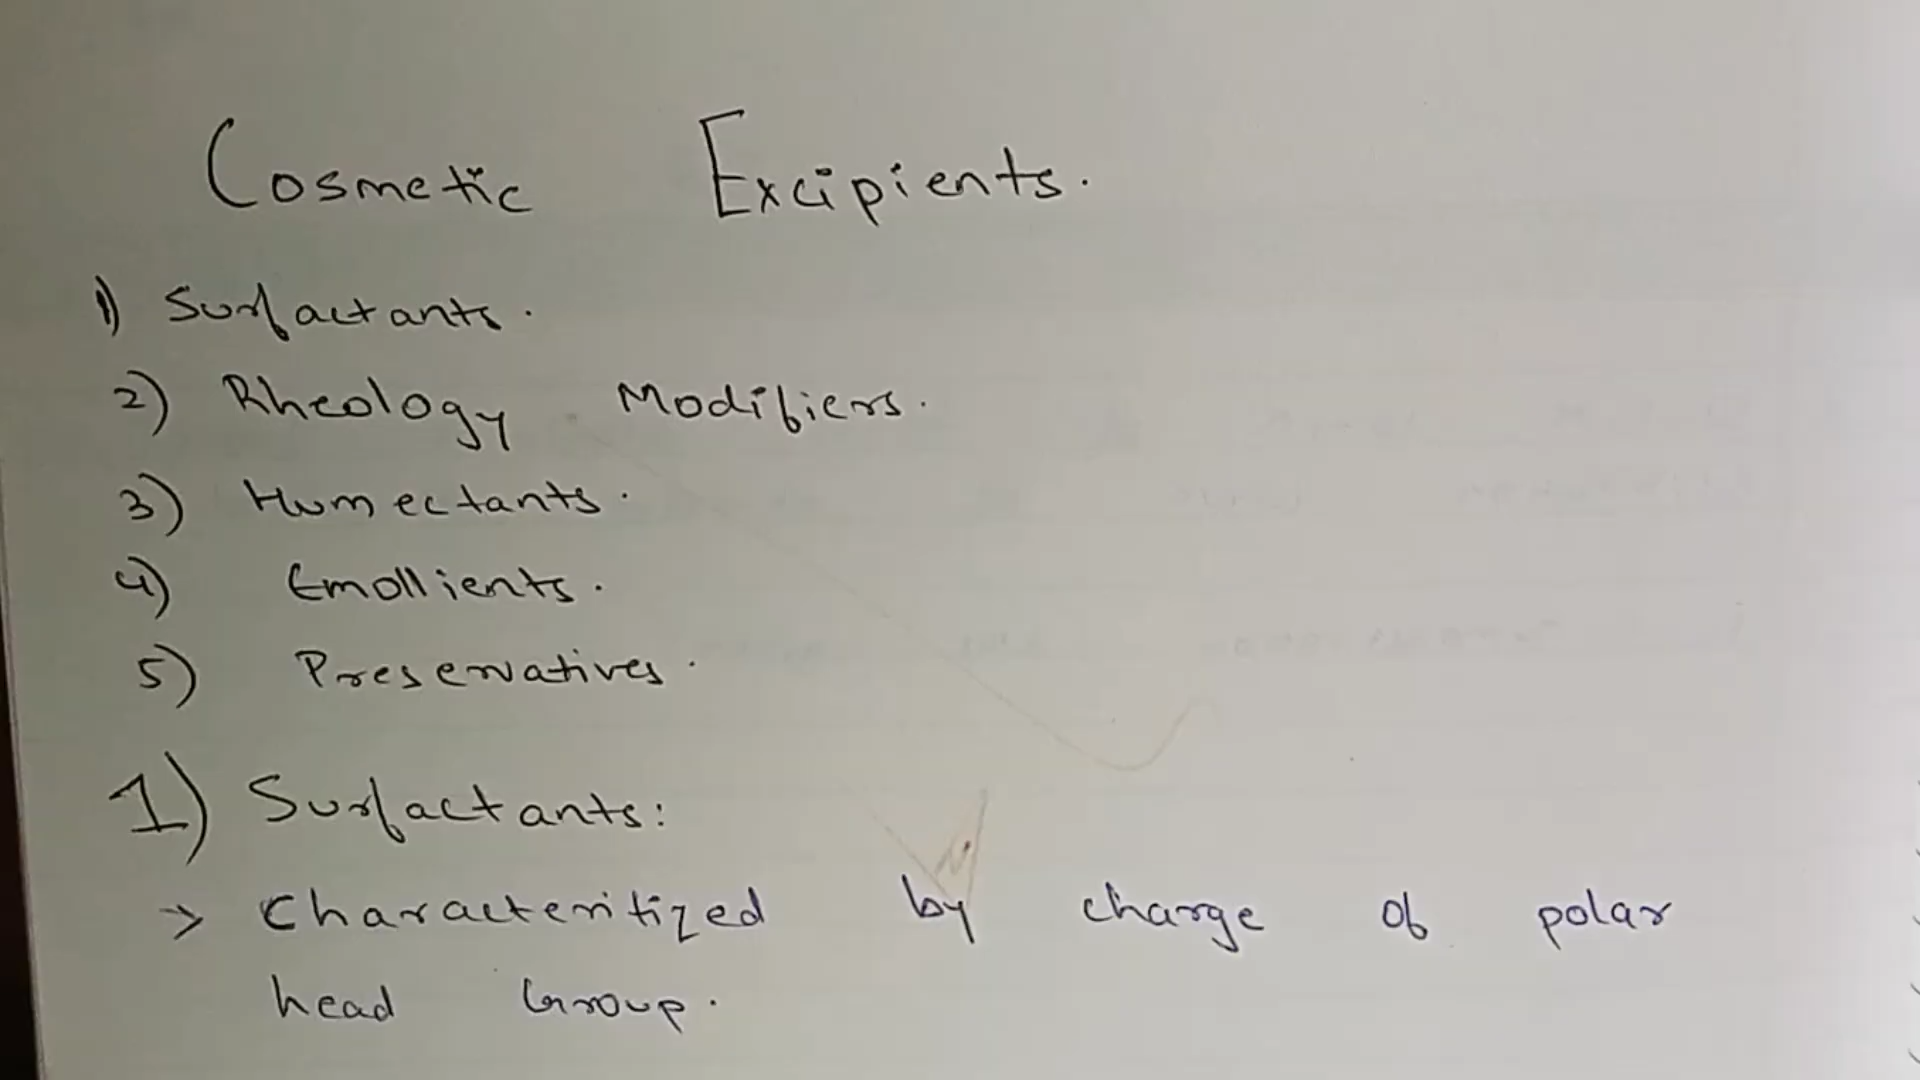 Cosmetic Excipients.
1) Surfactants.
2) Rheology Modifiers.
3) Humectants.
4) Emollients.
5) Preservatives.
1) Surfactants:
> Characteritized by charge of polar
head Group.